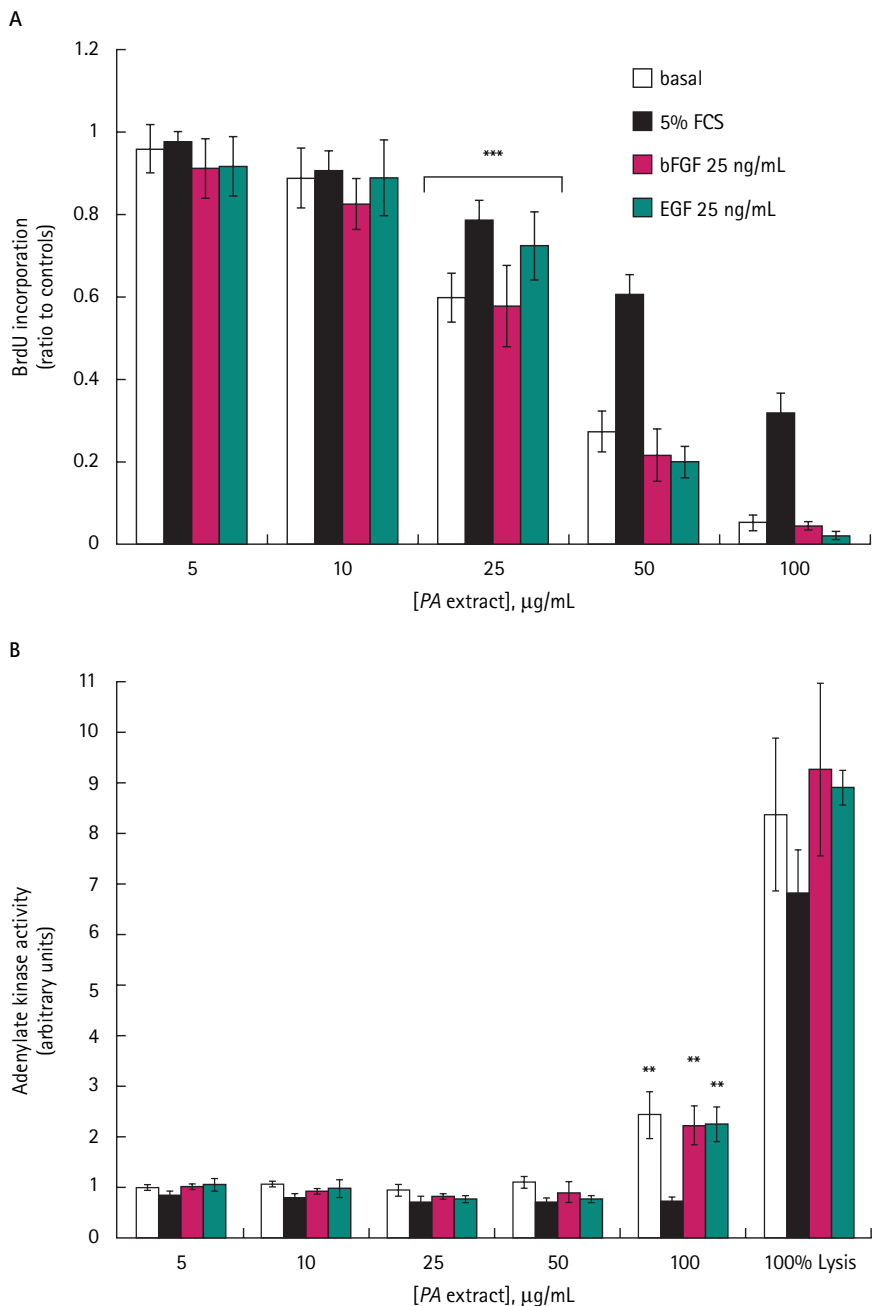 A
1.2
1
0.8
0.6
0.4
0.2
0
BrdU incorporation
(ratio to controls)
basal
5% FCS
bFGF 25 ng/mL
EGF 25 ng/mL
***
5 10 25 50 100
[PA extract], µg/mL
B
11
10
9
8
7
6
5
4
3
2
1
0
Adenylate kinase activity
(arbitrary units)
** ** **
5 10 25 50 100 100% Lysis
[PA extract], µg/mL